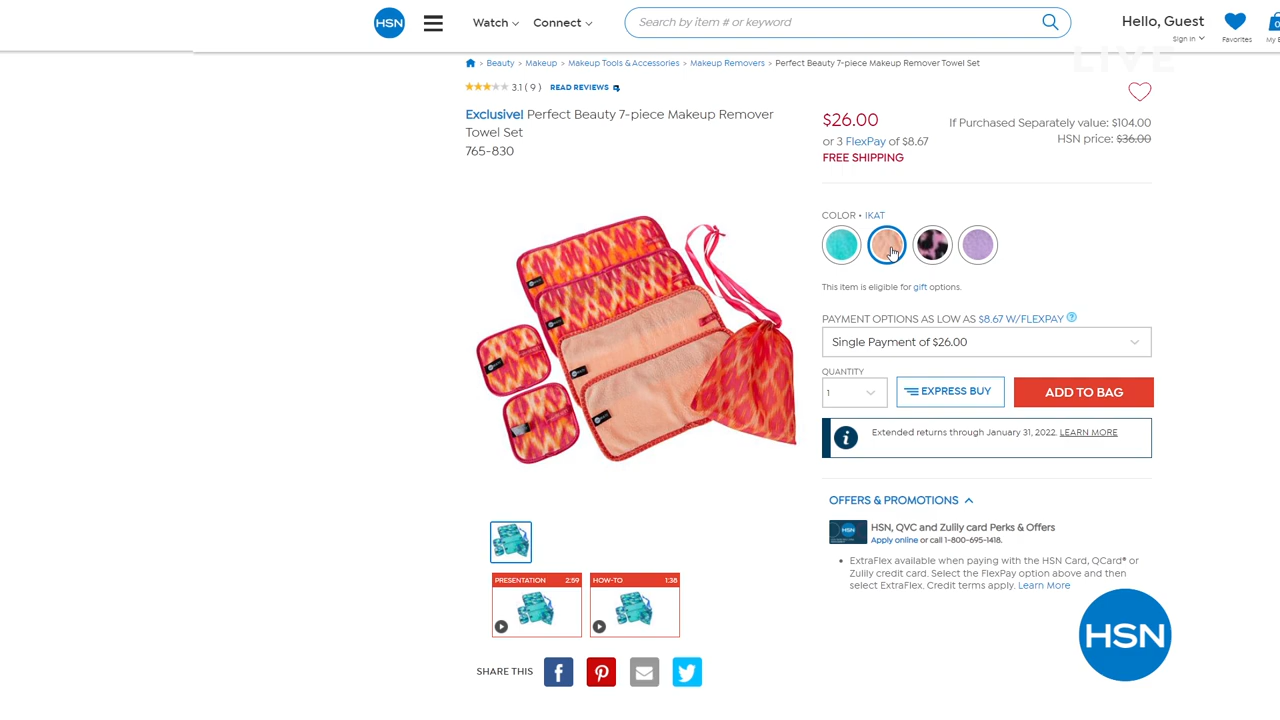 HSN
Watch
Connect
Search by item # or keyword
Hello, Guest
Sign In
Favorites
0
LIVE
> Beauty > Makeup > Makeup Tools & Accessories > Makeup Removers > Perfect Beauty 7-piece Makeup Remover Towel Set
3.1 ( 9 ) READ REVIEWS
Exclusive! Perfect Beauty 7-piece Makeup Remover
Towel Set
765-830
$26.00
or 3 FlexPay of $8.67
FREE SHIPPING
If Purchased Separately value: $104.00
HSN price: $36.00
COLOR • IKAT
This item is eligible for gift options.
PAYMENT OPTIONS AS LOW AS $8.67 W/FLEXPAY ?
Single Payment of $26.00
QUANTITY
1
EXPRESS BUY
ADD TO BAG
i
Extended returns through January 31, 2022. LEARN MORE
OFFERS & PROMOTIONS
HSN
HSN, QVC and Zulily card Perks & Offers
Apply online or call 1-800-695-1418.
• ExtraFlex available when paying with the HSN Card, QCard® or
Zulily credit card. Select the FlexPay option above and then
select ExtraFlex. Credit terms apply. Learn More
PRESENTATION 2:59
HOW-TO 1:38
SHARE THIS
HSN